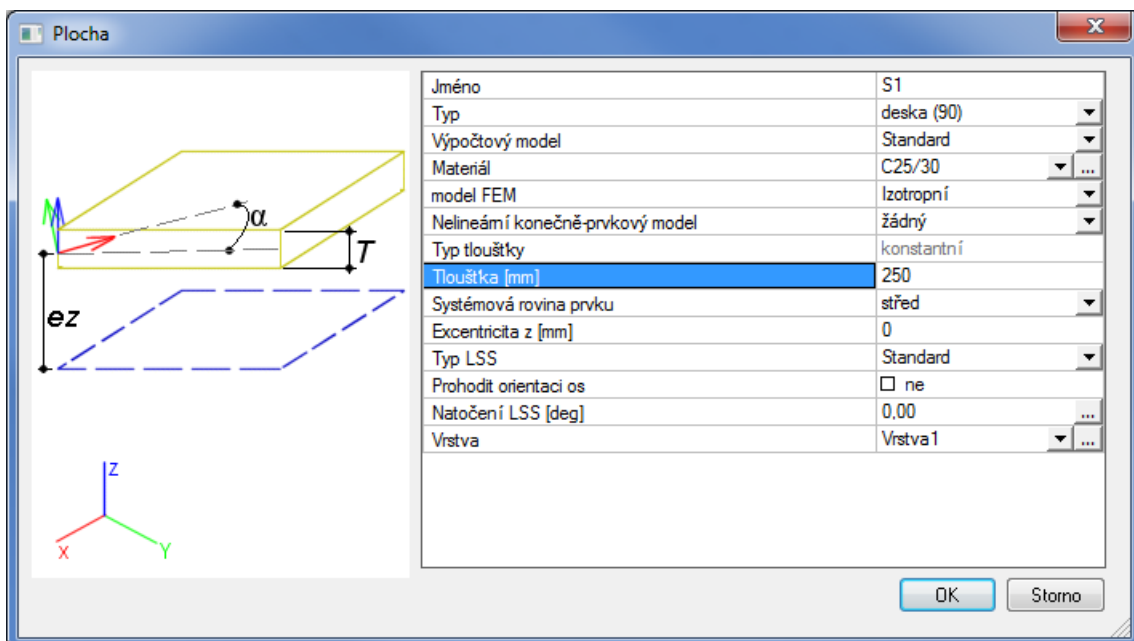 Plocha
α
T
ez
Z
X
Y
Jméno S1
Typ deska (90)
Výpočtový model Standard
Materiál C25/30 ...
model FEM Izotropní
Nelineární konečně-prvkový model žádný
Typ tloušťky konstantní
Tloušťka [mm] 250
Systémová rovina prvku střed
Excentricita z [mm] 0
Typ LSS Standard
Prohodit orientaci os ne
Natočení LSS [deg] 0,00 ...
Vrstva Vrstva1 ...
OK Storno